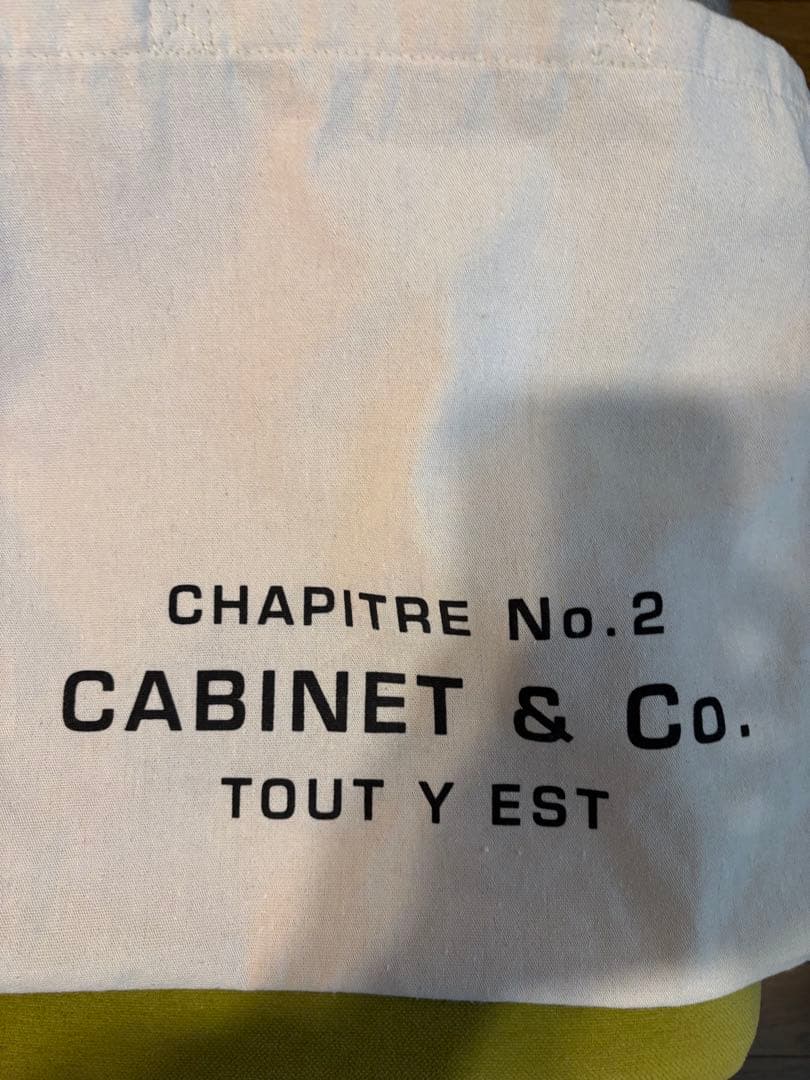 CHAPITRE No.2
CABINET & Co.
TOUT Y EST